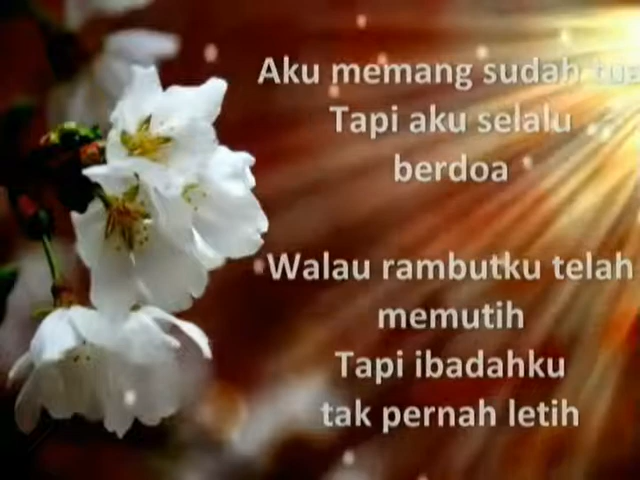 Aku memang sudah tua
Tapi aku selalu
berdoa
Walau rambutku telah
memutih
Tapi ibadahku
tak pernah letih